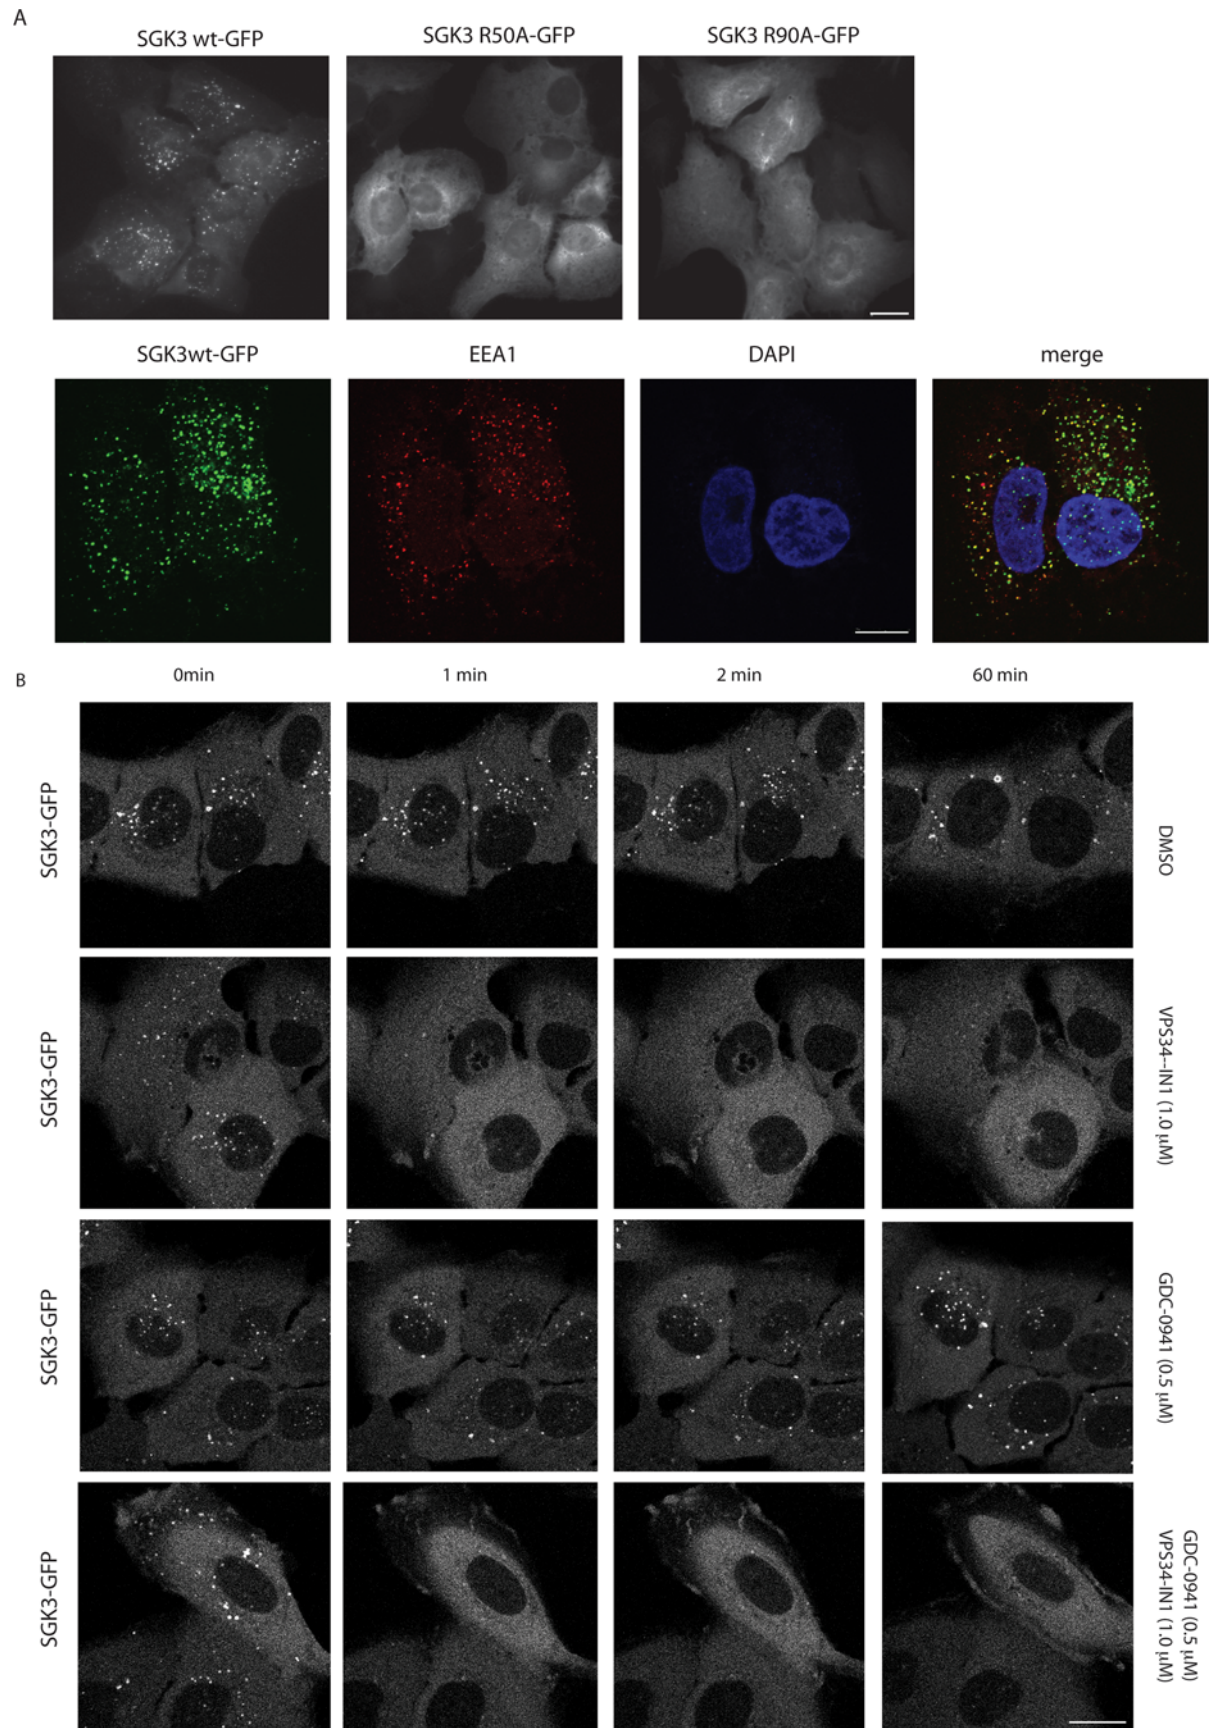 A
SGK3 wt-GFP SGK3 R50A-GFP SGK3 R90A-GFP
SGK3wt-GFP EEA1 DAPI merge
B
0min 1 min 2 min 60 min
SGK3-GFP
DMSO
SGK3-GFP
VPS34--IN1 (1.0 μM)
SGK3-GFP
GDC-0941 (0.5 μM)
SGK3-GFP
GDC-0941 (0.5 μM)
VPS34-IN1 (1.0 μM)